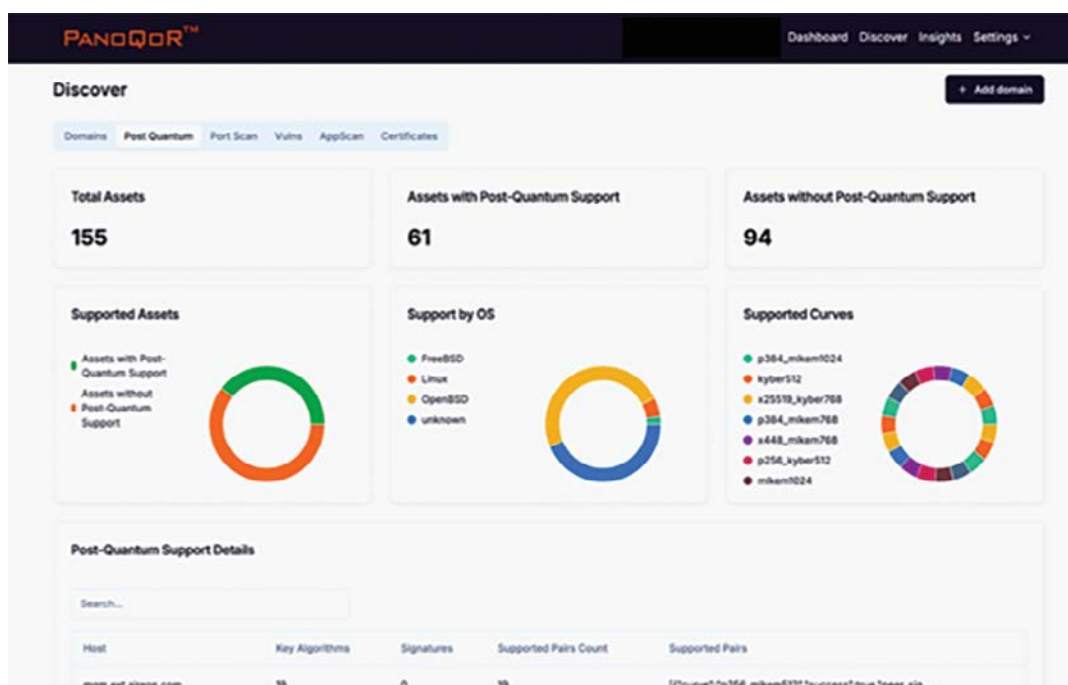 PANOQOR™
Dashboard Discover Insights Settings
Discover
+ Add domain
Domains Post Quantum Port Scan Vulns AppScan Certificates
Total Assets
155
Assets with Post-Quantum Support
61
Assets without Post-Quantum Support
94
Supported Assets
Assets with Post-
Quantum Support
Assets without
Post-Quantum
Support
Support by OS
FreeBSD
Linux
OpenBSD
unknown
Supported Curves
p384_mlkem1024
kyber512
x25519_kyber768
p384_mlkem768
x448_mlkem768
p256_kyber512
mlkem1024
Post-Quantum Support Details
Search...
Host Key Algorithms Signatures Supported Pairs Count Supported Pairs
19 0 19